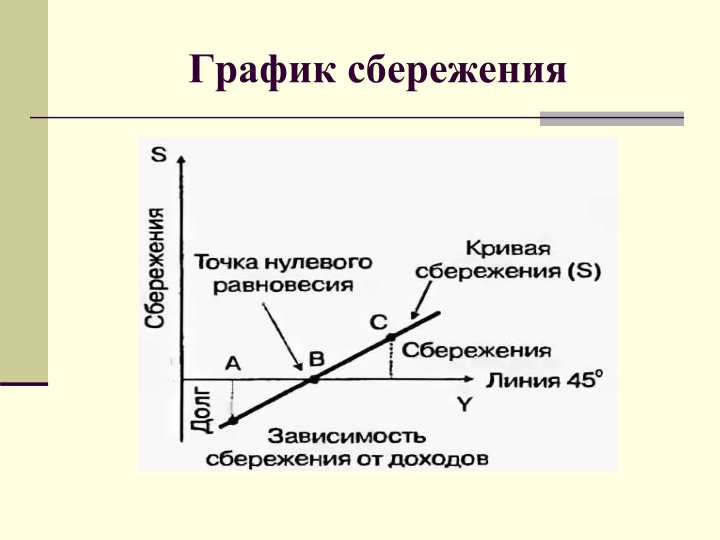 График сбережения
S
Сбережения
Точка нулевого
равновесия
Кривая
сбережения (S)
C
Сбережения
A
B
Линия 45°
Y
Долг
Зависимость
сбережения от доходов